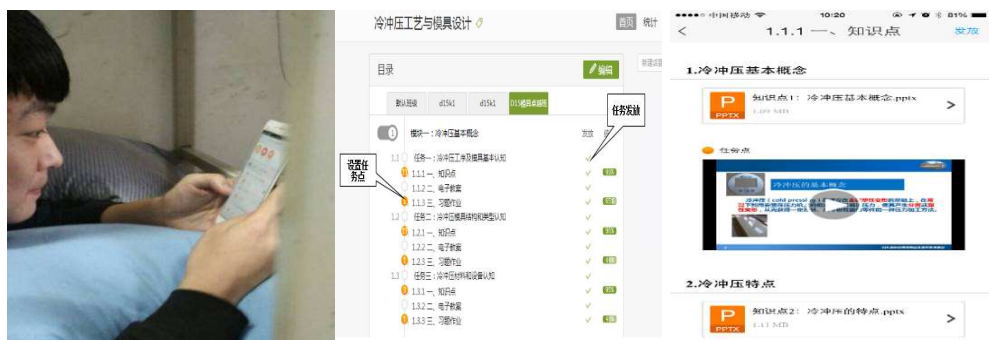 冷冲压工艺与模具设计
首页 统计
目录
编辑
默认班级 d15k1 d15k1
任务发放
模块一：冷冲压基本概念 发放
1.1 任务一：冷冲压工序及模具基本认知
设置任
务点
1.1.1 一、知识点
1.1.2 二、电子教案
1.1.3 三、习题作业
1.2 任务二：冷冲压模具结构和类型认知
1.2.1 一、知识点
1.2.2 二、电子教案
1.2.3 三、习题作业
1.3 任务三：冷冲压材料和设备认知
1.3.1 一、知识点
1.3.2 二、电子教案
1.3.3 三、习题作业
中国移动 10:20 81%
1.1.1 一、知识点 发放
1.冷冲压基本概念
P 知识点1：冷冲压基本概念.pptx
PPTX 1.09 MB
任务点
冷冲压的基本概念
2.冷冲压特点
P 知识点2：冷冲压的特点.pptx
PPTX 1.11 MB